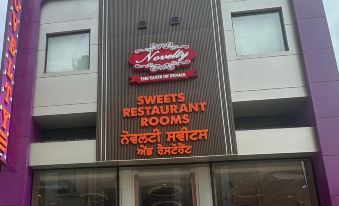 Novelty
THE TASTE OF PUNJAB
SWEETS
RESTAURANT
ROOMS
ਨੋਵਲਟੀ ਸਵੀਟਸ
ਐਂਡ ਰੈਸਟੋਰੈਂਟ